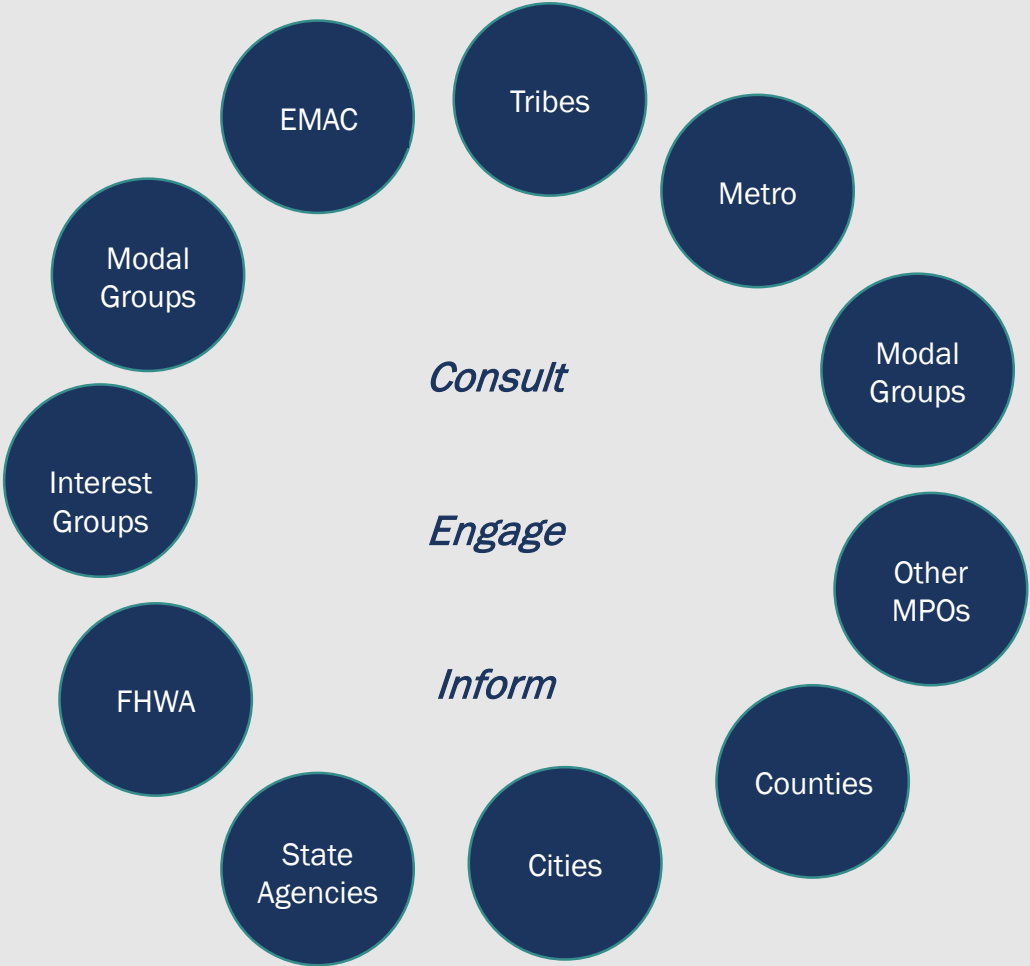 EMAC
Tribes
Metro
Modal
Groups
Modal
Groups
Consult
Interest
Groups
Engage
Other
MPOs
FHWA
Inform
Counties
State
Agencies
Cities